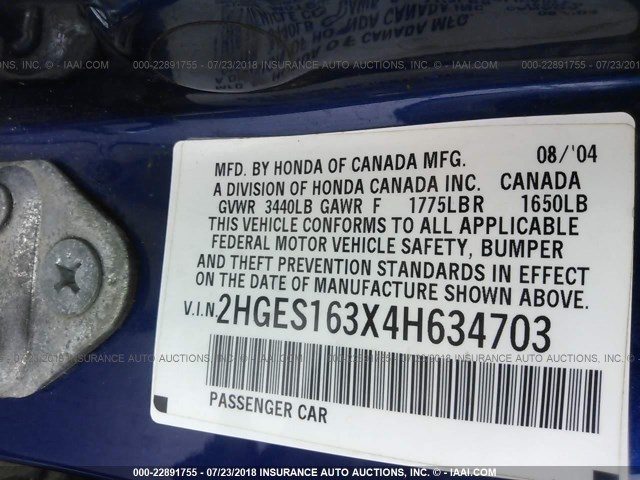 000-22891755 - 07/23/2018 INSURANCE AUTO AUCTIONS, INC. - © IAAI.COM
MFD. BY HONDA OF CANADA MFG. 08/'04
A DIVISION OF HONDA CANADA INC. CANADA
GVWR 3440LB GAWR F 1775LB R 1650LB
THIS VEHICLE CONFORMS TO ALL APPLICABLE
FEDERAL MOTOR VEHICLE SAFETY, BUMPER
AND THEFT PREVENTION STANDARDS IN EFFECT
ON THE DATE OF MANUFACTURE SHOWN ABOVE.
V.I.N. 2HGES163X4H634703
PASSENGER CAR
000-22891755 - 07/23/2018 INSURANCE AUTO AUCTIONS, INC. - © IAAI.COM